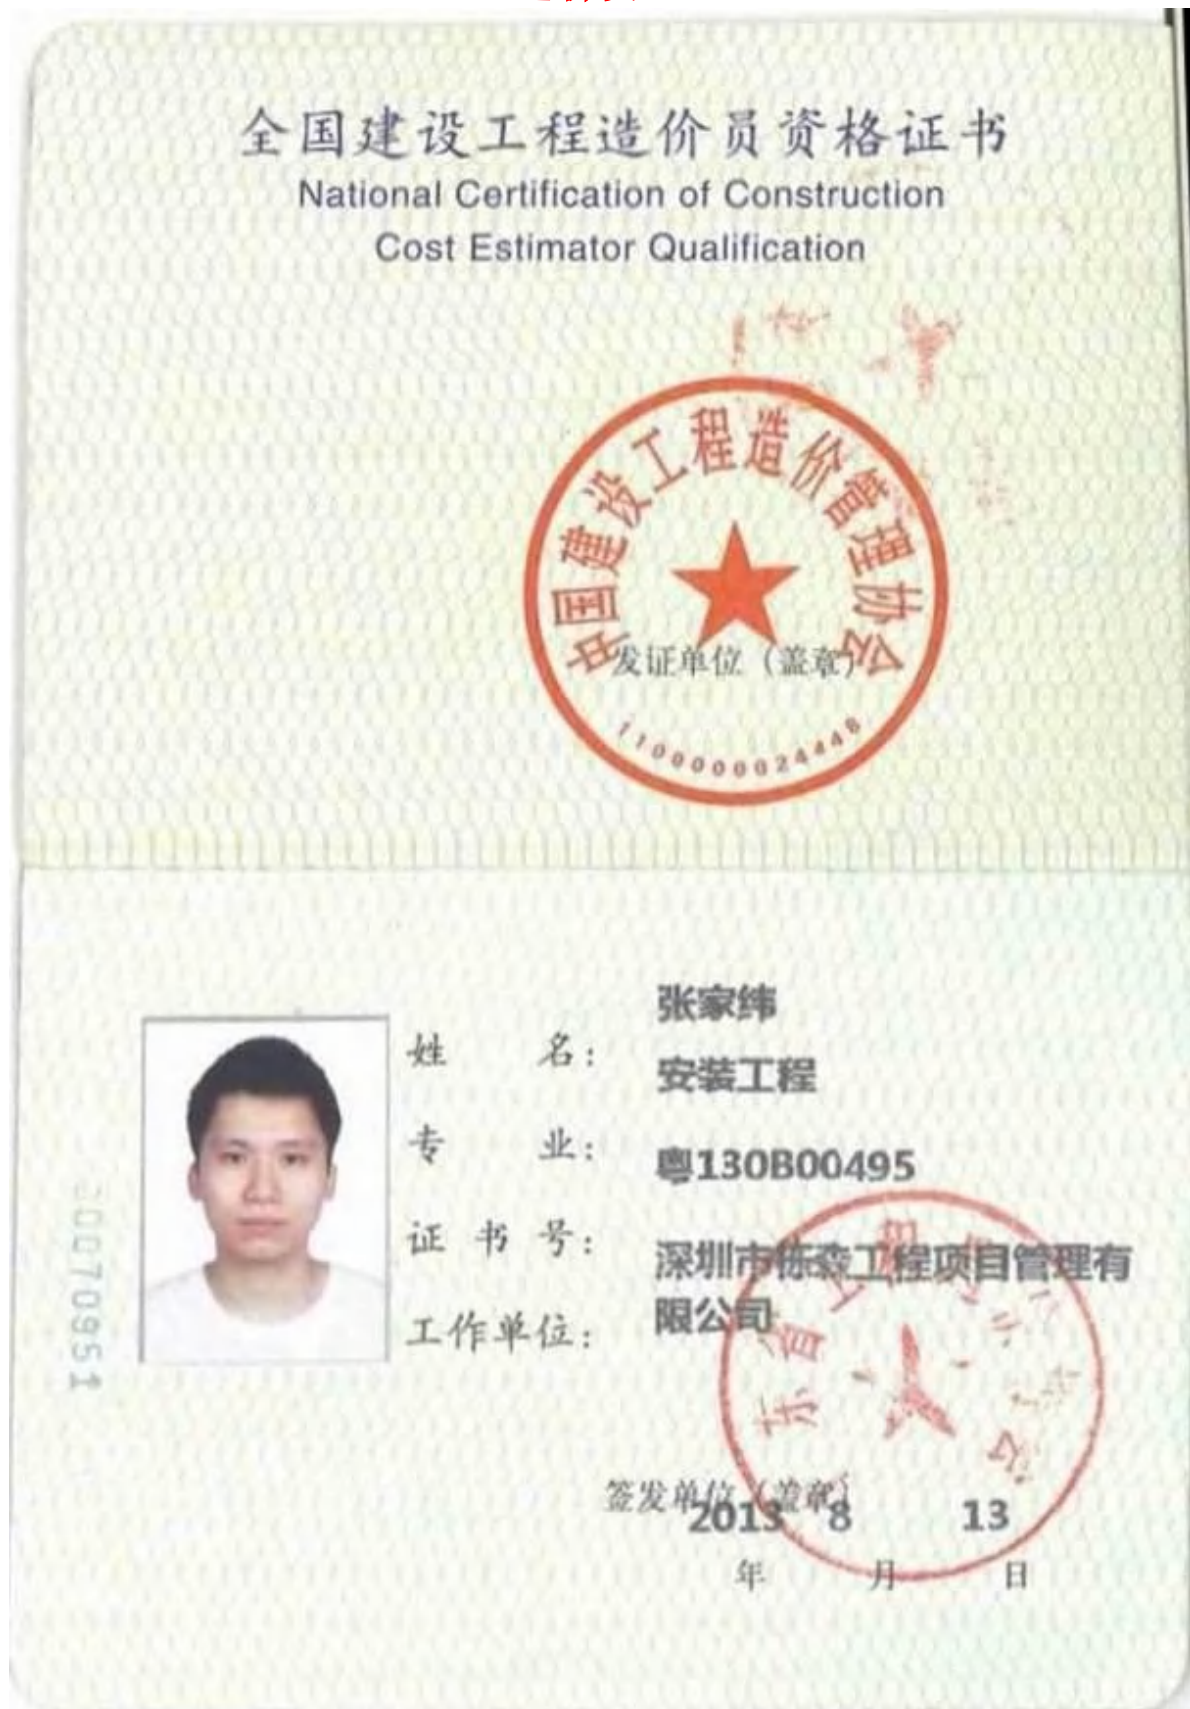 全国建设工程造价员资格证书
National Certification of Construction
Cost Estimator Qualification
中国建设工程造价管理协会
发证单位（盖章）
1100000024448
姓 名：
张家纬
专 业：
安装工程
证 书 号：
粤130B00495
工作单位：
深圳市栋森工程项目管理有
限公司
00709951
签发单位（盖章）
2013 8 13
年 月 日